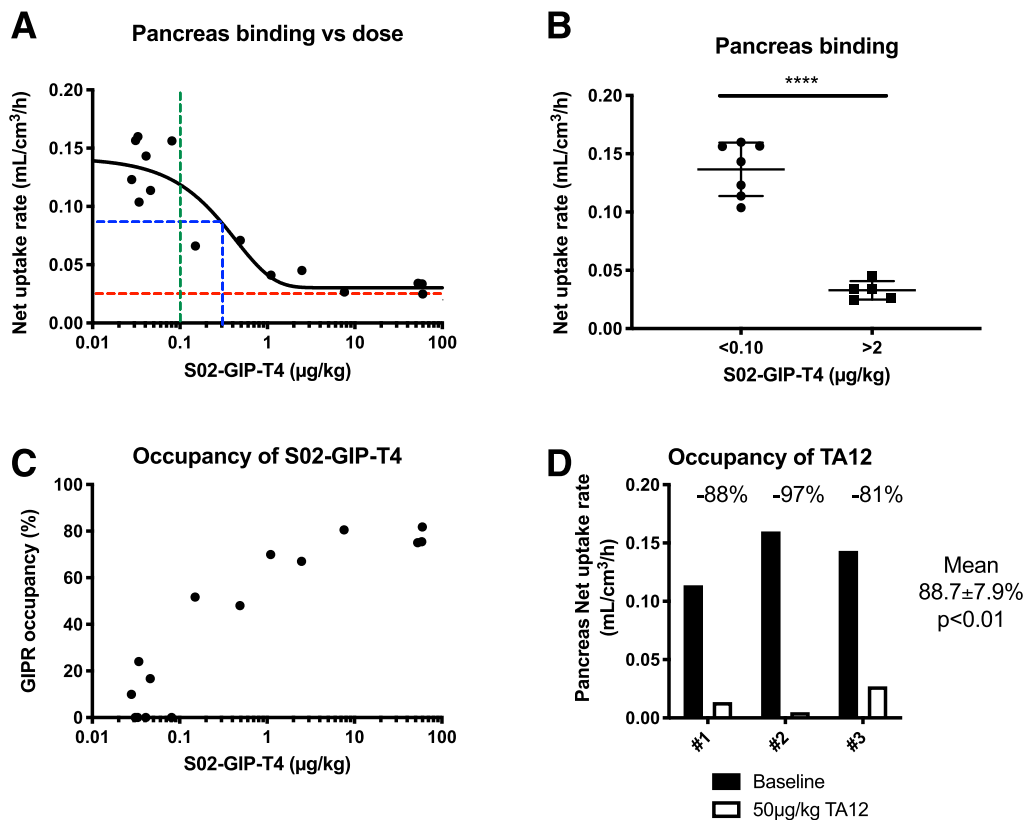 A
Pancreas binding vs dose
Net uptake rate (mL/cm³/h)
0.20
0.15
0.10
0.05
0.00
0.01
0.1
1
10
100
S02-GIP-T4 (µg/kg)
B
Pancreas binding
****
Net uptake rate (mL/cm³/h)
0.20
0.15
0.10
0.05
0.00
<0.10
>2
S02-GIP-T4 (µg/kg)
C
Occupancy of S02-GIP-T4
GIPR occupancy (%)
100
80
60
40
20
0
0.01
0.1
1
10
100
S02-GIP-T4 (µg/kg)
D
Occupancy of TA12
Pancreas Net uptake rate
(mL/cm³/h)
0.20
0.15
0.10
0.05
0.00
-88%
-97%
-81%
#1
#2
#3
Mean
88.7±7.9%
p<0.01
Baseline
50µg/kg TA12